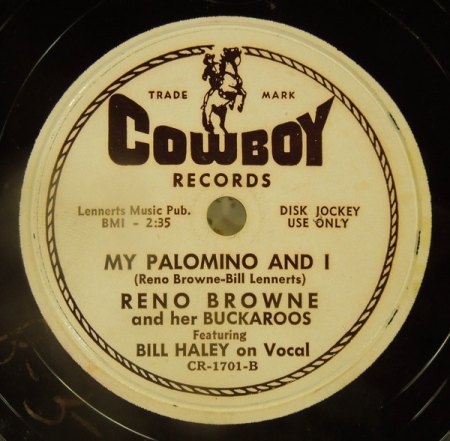 TRADE MARK
COWBOY
RECORDS
Lennerts Music Pub. DISK JOCKEY
BMI - 2:35 USE ONLY
MY PALOMINO AND I
(Reno Browne-Bill Lennerts)
RENO BROWNE
and her BUCKAROOS
Featuring
BILL HALEY on Vocal
CR-1701-B